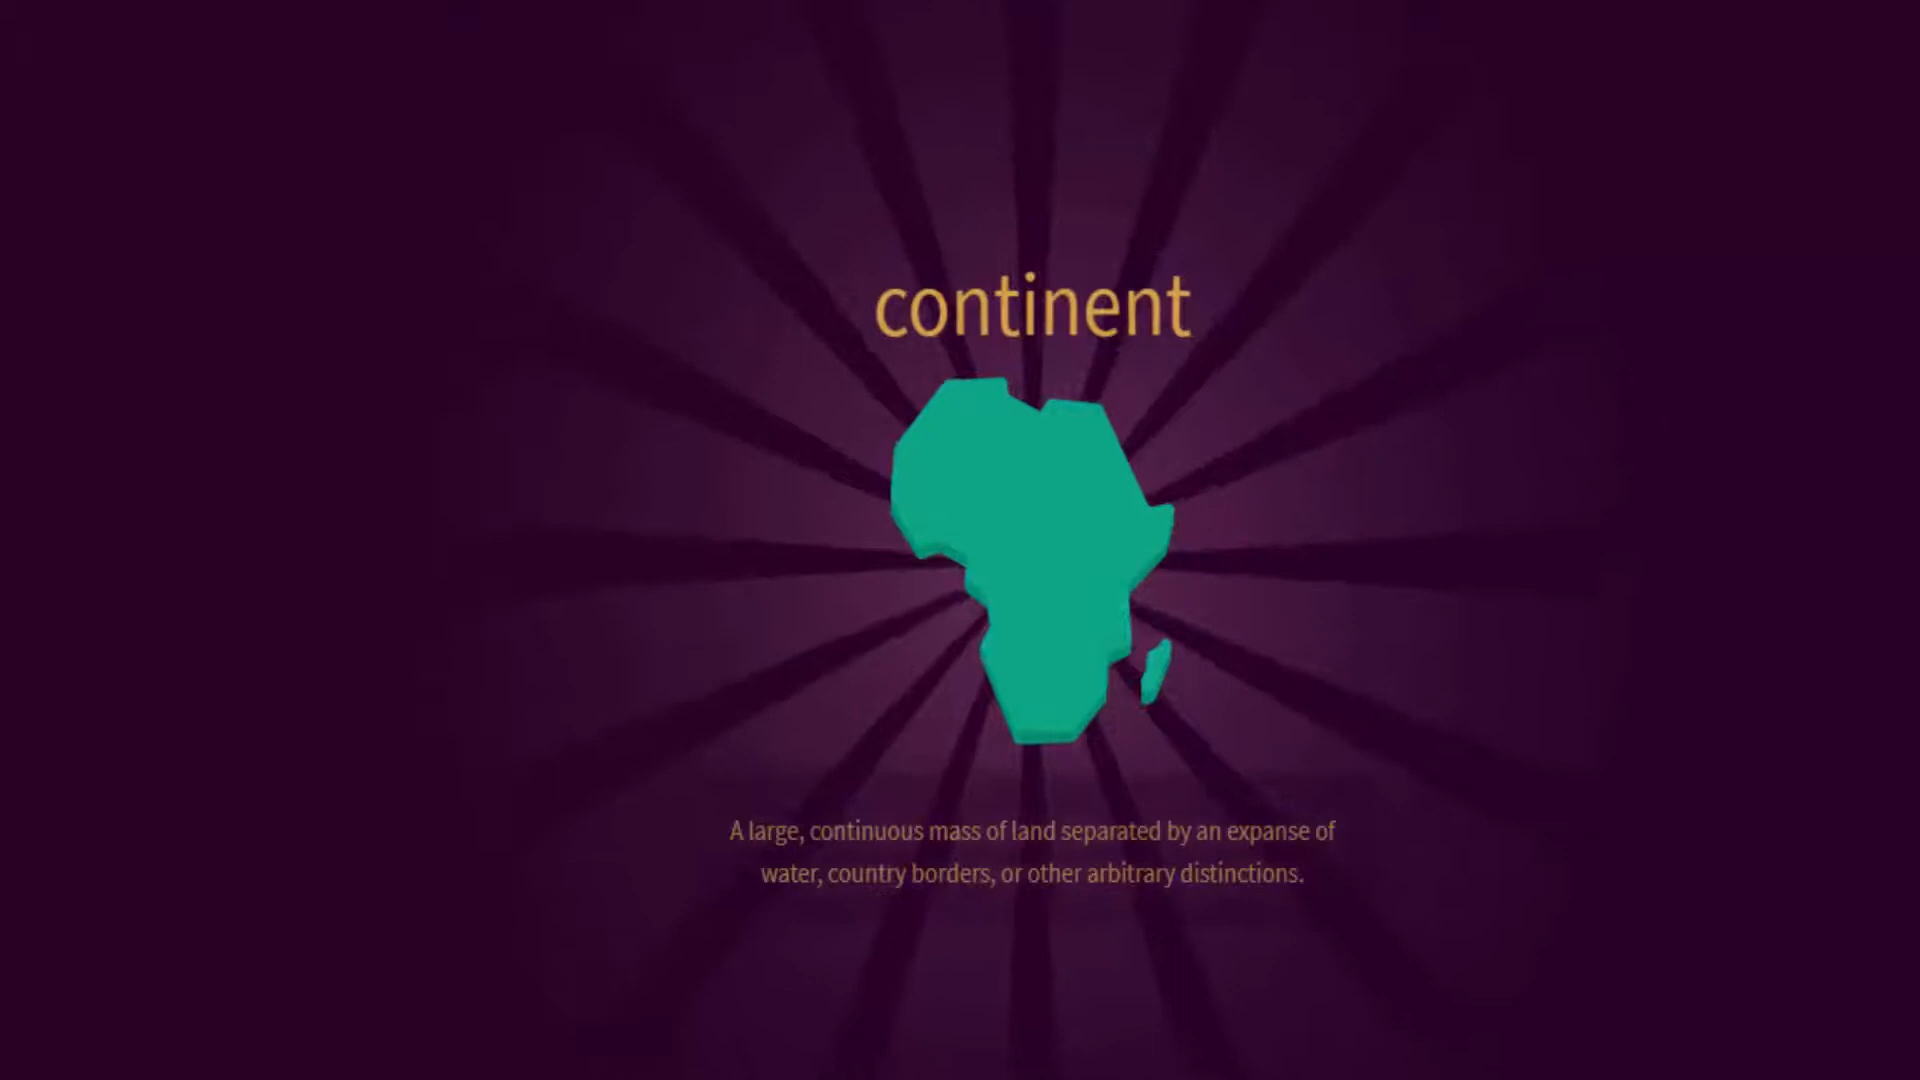 continent
A large, continuous mass of land separated by an expanse of
water, country borders, or other arbitrary distinctions.